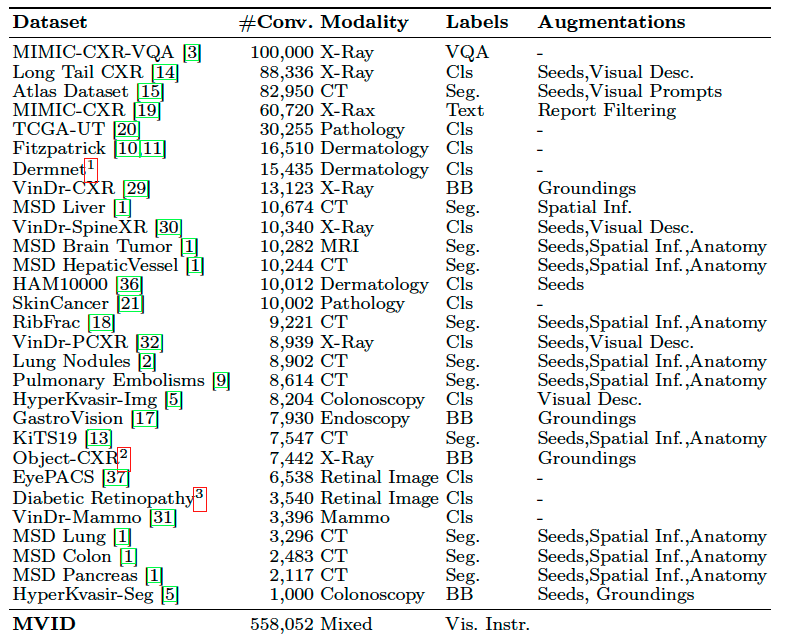 Dataset #Conv. Modality Labels Augmentations
MIMIC-CXR-VQA [3] 100,000 X-Ray VQA -
Long Tail CXR [14] 88,336 X-Ray Cls Seeds,Visual Desc.
Atlas Dataset [15] 82,950 CT Seg. Seeds,Visual Prompts
MIMIC-CXR [19] 60,720 X-Rax Text Report Filtering
TCGA-UT [20] 30,255 Pathology Cls -
Fitzpatrick [10,11] 16,510 Dermatology Cls -
Dermnet1 15,435 Dermatology Cls -
VinDr-CXR [29] 13,123 X-Ray BB Groundings
MSD Liver [1] 10,674 CT Seg. Spatial Inf.
VinDr-SpineXR [30] 10,340 X-Ray Cls Seeds,Visual Desc.
MSD Brain Tumor [1] 10,282 MRI Seg. Seeds,Spatial Inf.,Anatomy
MSD HepaticVessel [1] 10,244 CT Seg. Seeds,Spatial Inf.,Anatomy
HAM10000 [36] 10,012 Dermatology Cls Seeds
SkinCancer [21] 10,002 Pathology Cls -
RibFrac [18] 9,221 CT Seg. Seeds,Spatial Inf.,Anatomy
VinDr-PCXR [32] 8,939 X-Ray Cls Seeds,Visual Desc.
Lung Nodules [2] 8,902 CT Seg. Seeds,Spatial Inf.,Anatomy
Pulmonary Embolisms [9] 8,614 CT Seg. Seeds,Spatial Inf.,Anatomy
HyperKvasir-Img [5] 8,204 Colonoscopy Cls Visual Desc.
GastroVision [17] 7,930 Endoscopy BB Groundings
KiTS19 [13] 7,547 CT Seg. Seeds,Spatial Inf.,Anatomy
Object-CXR2 7,442 X-Ray BB Groundings
EyePACS [37] 6,538 Retinal Image Cls -
Diabetic Retinopathy3 3,540 Retinal Image Cls -
VinDr-Mammo [31] 3,396 Mammo Cls -
MSD Lung [1] 3,296 CT Seg. Seeds,Spatial Inf.,Anatomy
MSD Colon [1] 2,483 CT Seg. Seeds,Spatial Inf.,Anatomy
MSD Pancreas [1] 2,117 CT Seg. Seeds,Spatial Inf.,Anatomy
HyperKvasir-Seg [5] 1,000 Colonoscopy BB Seeds, Groundings
MVID 558,052 Mixed Vis. Instr.